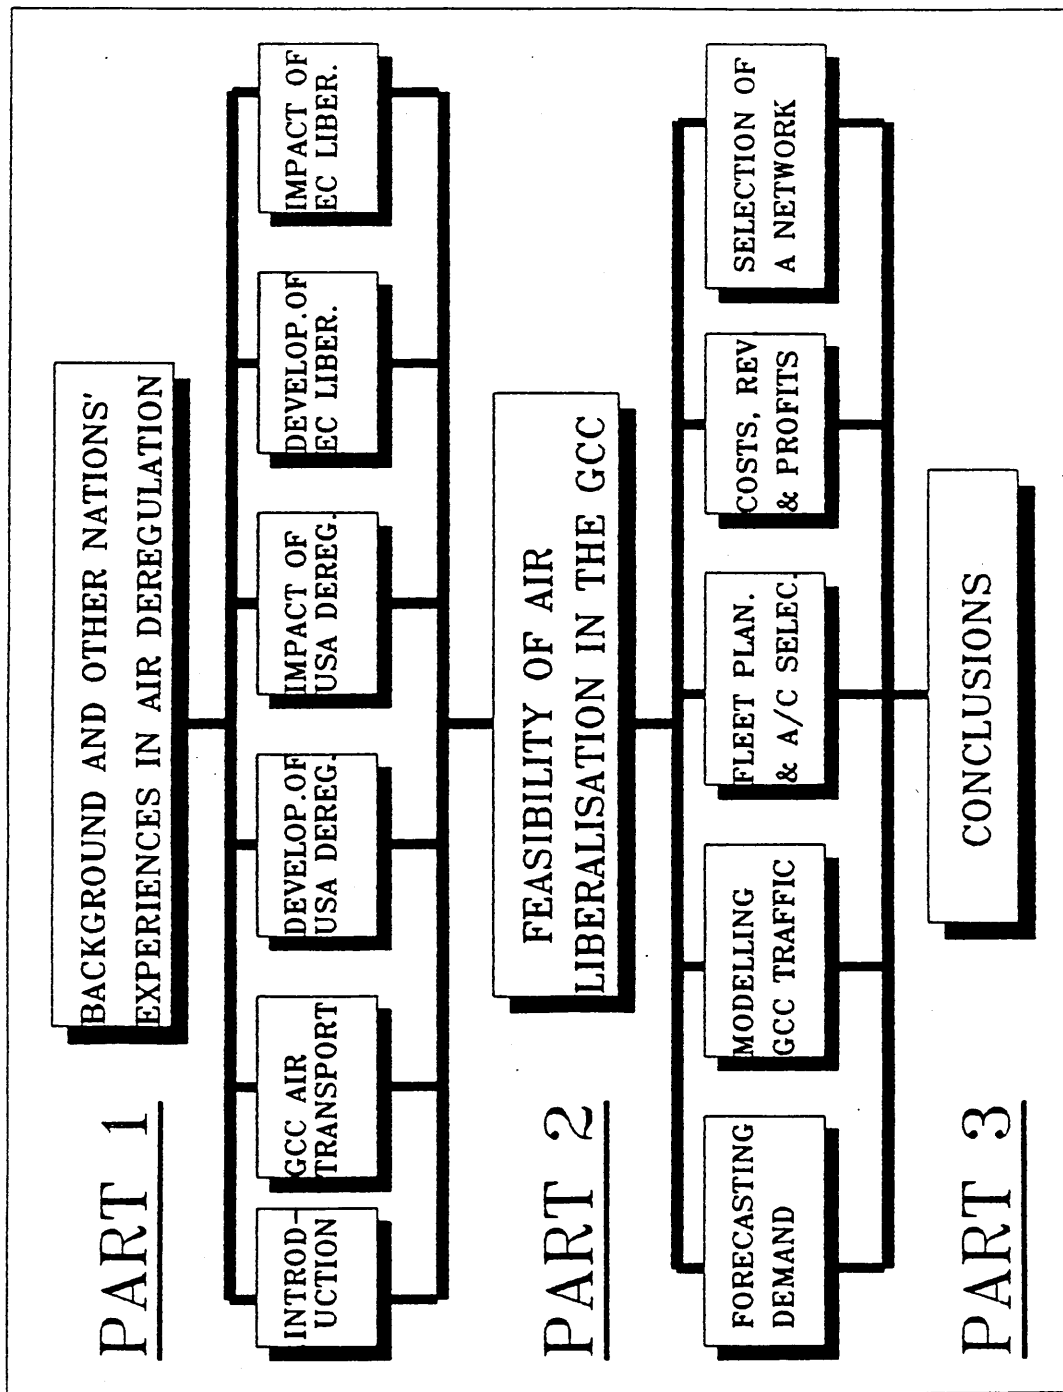 PART 1
BACKGROUND AND OTHER NATIONS'
EXPERIENCES IN AIR DEREGULATION
INTROD-
UCTION
GCC AIR
TRANSPORT
DEVELOP.OF
USA DEREG.
IMPACT OF
USA DEREG.
DEVELOP.OF
EC LIBER.
IMPACT OF
EC LIBER.
PART 2
FEASIBILITY OF AIR
LIBERALISATION IN THE GCC
FORECASTING
DEMAND
MODELLING
GCC TRAFFIC
FLEET PLAN.
& A/C SELEC.
COSTS, REV
& PROFITS
SELECTION OF
A NETWORK
PART 3
CONCLUSIONS